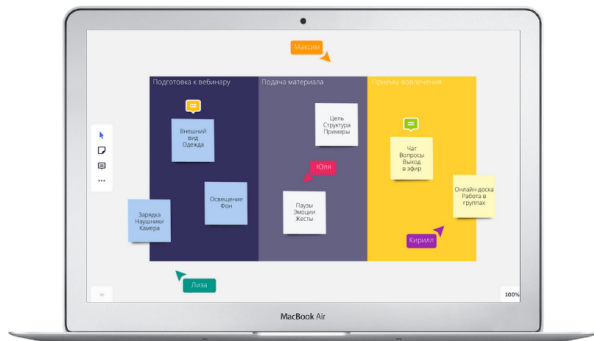 Максим
Подготовка к вебинару
Подача материала
Приемы вовлечения
Внешний
вид
Одежда
Цель
Структура
Примеры
Чат
Вопросы
Выход
в эфир
Юля
Освещение
Фон
Онлайн-доска
Работа в
группах
Зарядка
Наушники
Камера
Паузы
Эмоции
Жесты
Кирилл
Лиза
100%
MacBook Air